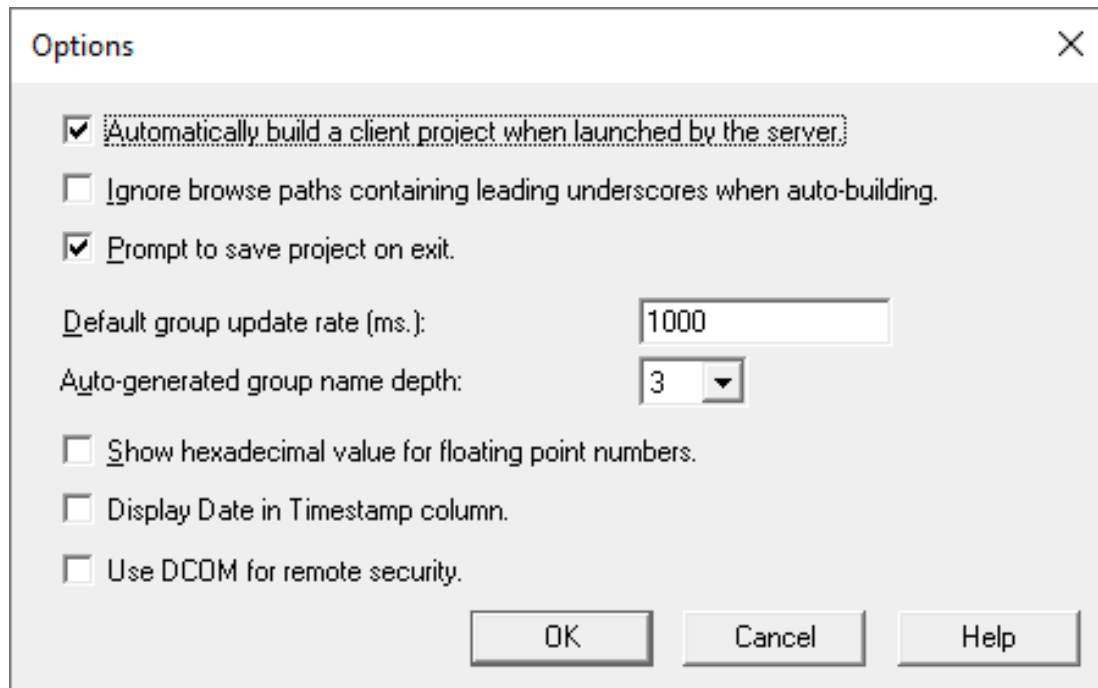 Options
Automatically build a client project when launched by the server.
Ignore browse paths containing leading underscores when auto-building.
Prompt to save project on exit.
Default group update rate (ms.): 1000
Auto-generated group name depth: 3
Show hexadecimal value for floating point numbers.
Display Date in Timestamp column.
Use DCOM for remote security.
OK Cancel Help